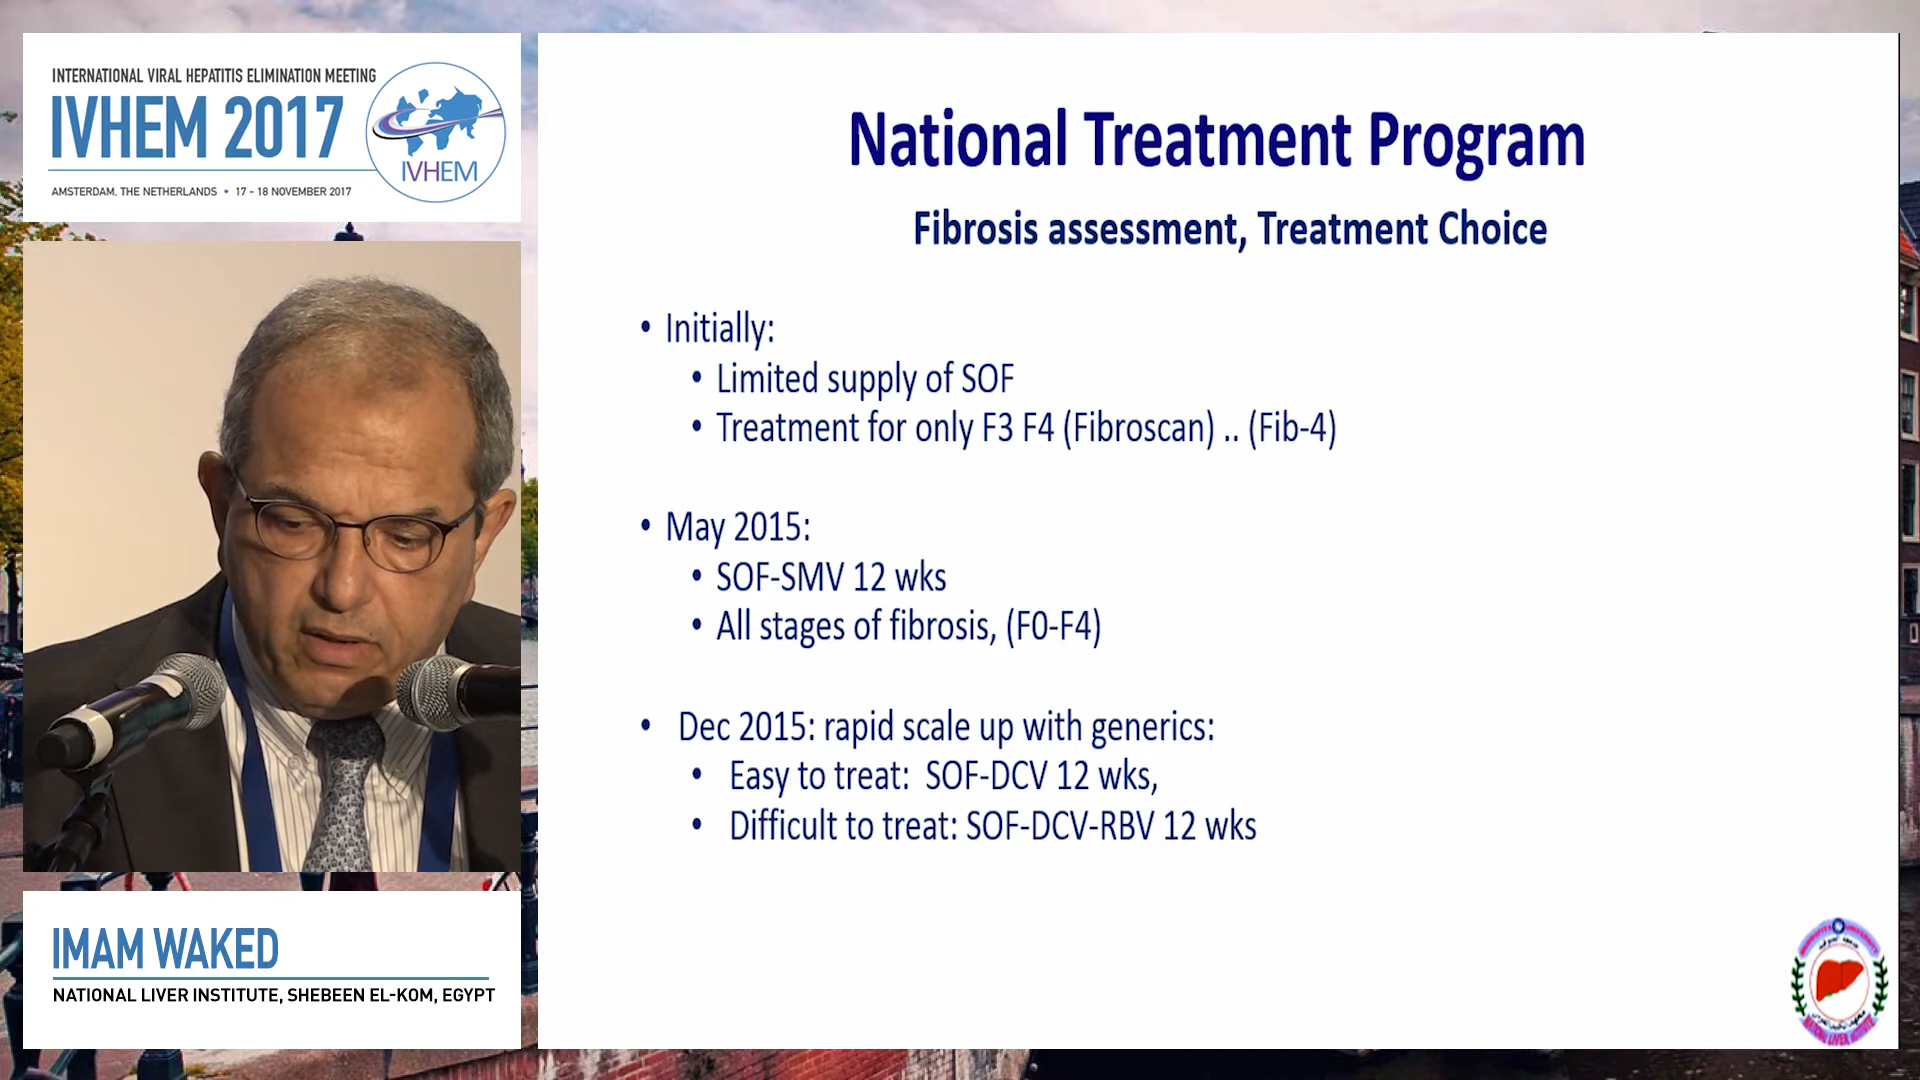 INTERNATIONAL VIRAL HEPATITIS ELIMINATION MEETING
IVHEM 2017
IVHEM
AMSTERDAM, THE NETHERLANDS • 17 - 18 NOVEMBER 2017
National Treatment Program
Fibrosis assessment, Treatment Choice
• Initially:
• Limited supply of SOF
• Treatment for only F3 F4 (Fibroscan) .. (Fib-4)
• May 2015:
• SOF-SMV 12 wks
• All stages of fibrosis, (F0-F4)
• Dec 2015: rapid scale up with generics:
• Easy to treat: SOF-DCV 12 wks,
• Difficult to treat: SOF-DCV-RBV 12 wks
IMAM WAKED
NATIONAL LIVER INSTITUTE, SHEBEEN EL-KOM, EGYPT
NATIONAL LIVER INSTITUTE